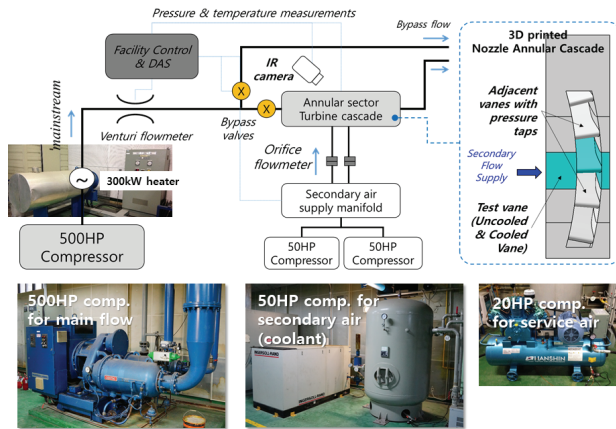 Pressure & temperature measurements
Bypass flow
Facility Control
& DAS
IR
camera
3D printed
Nozzle Annular Cascade
mainstream
X
X
Venturi flowmeter
Bypass
valves
Annular sector
Turbine cascade
Adjacent
vanes with
pressure
taps
Orifice
flowmeter
Secondary
Flow
Supply
~
300kW heater
Secondary air
supply manifold
Test vane
(Uncooled
& Cooled
Vane)
500HP
Compressor
50HP
Compressor
50HP
Compressor
500HP comp.
for main flow
50HP comp. for
secondary air
(coolant)
20HP comp.
for service air
INGERSOLL-RAND
HANSHIN